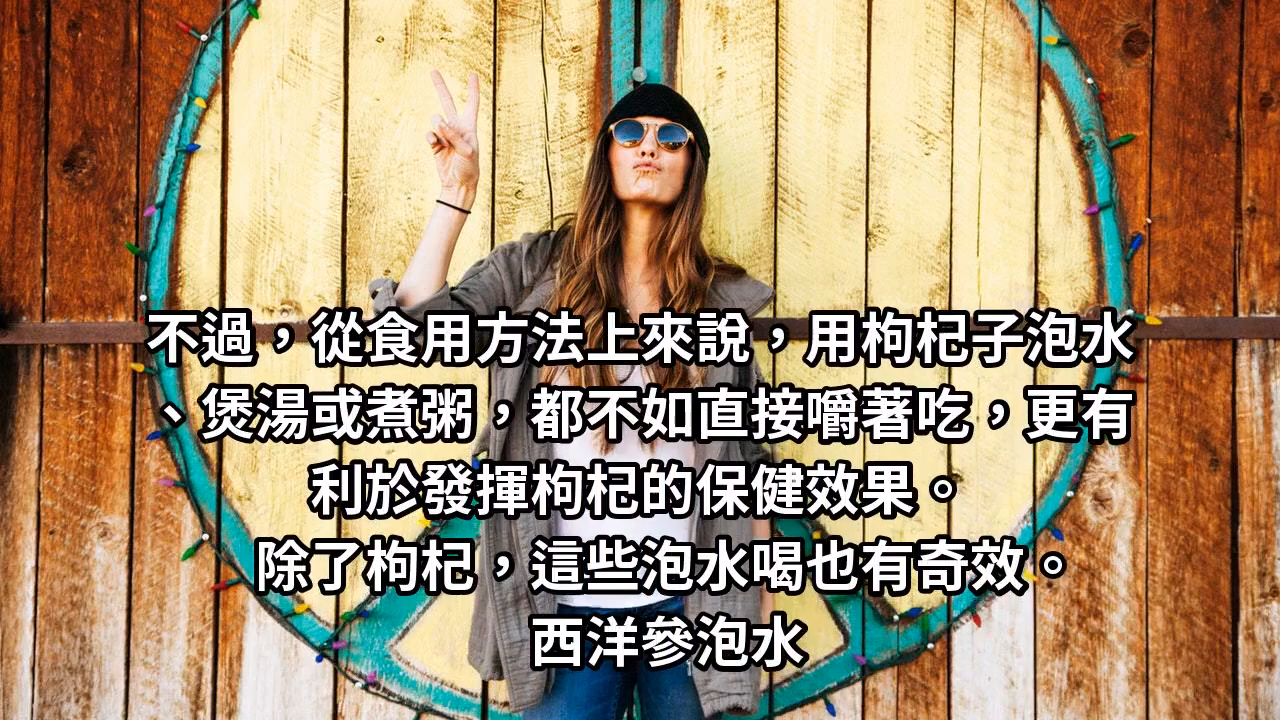 不過，從食用方法上來說，用枸杞子泡水
、煲湯或煮粥，都不如直接嚼著吃，更有
利於發揮枸杞的保健效果。
除了枸杞，這些泡水喝也有奇效。
西洋參泡水